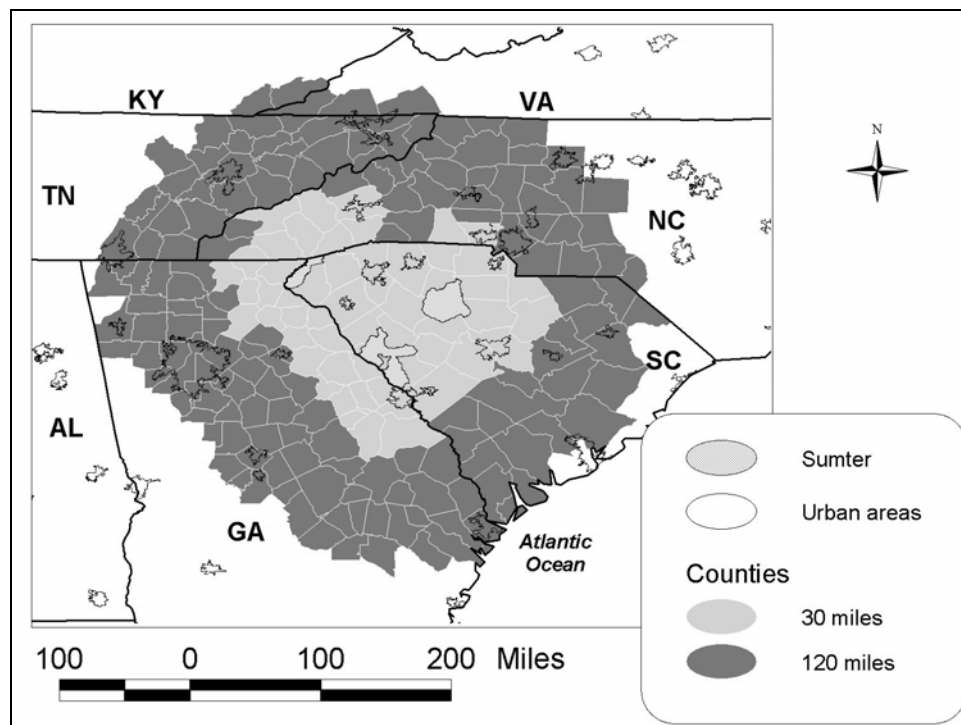 KY
VA
N
TN
NC
SC
AL
GA
Atlantic
Ocean
Sumter
Urban areas
Counties
30 miles
120 miles
100 0 100 200 Miles